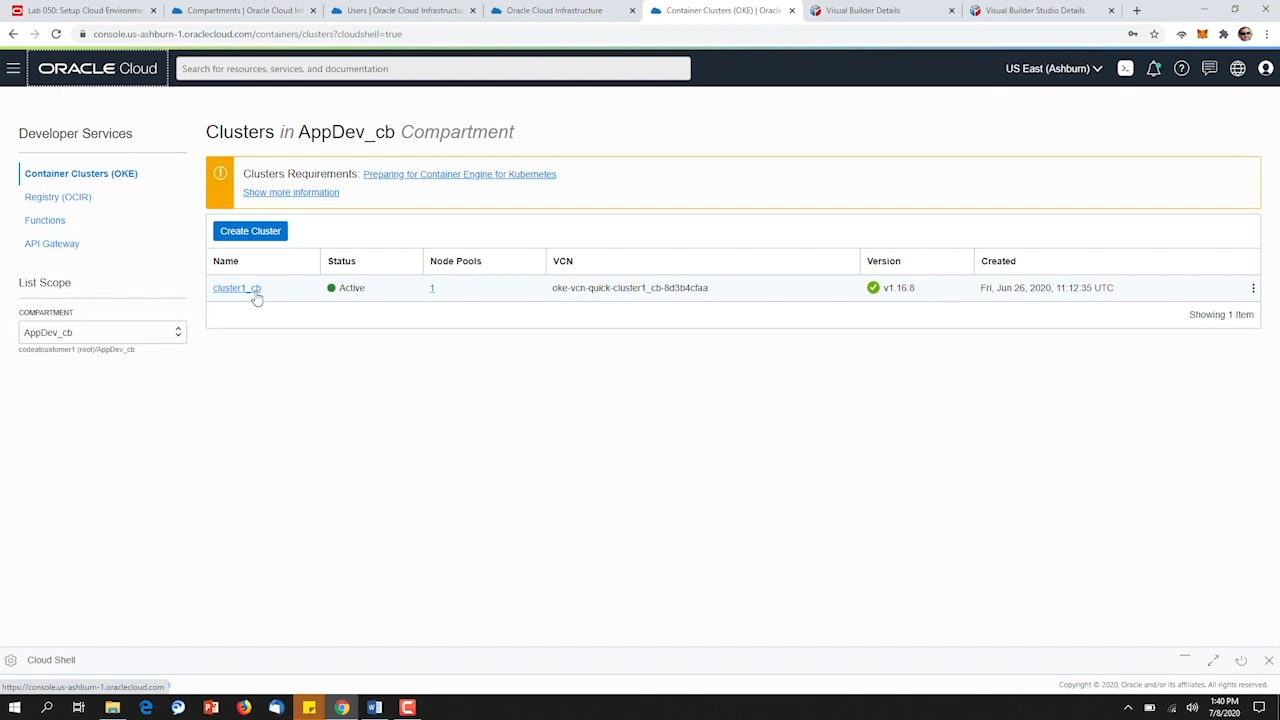 Lab 050: Setup Cloud Environme
Compartments | Oracle Cloud Inf
Users | Oracle Cloud Infrastructur
Oracle Cloud Infrastructure
Container Clusters (OKE) | Oracle
Visual Builder Details
Visual Builder Studio Details
console.us-ashburn-1.oraclecloud.com/containers/clusters?cloudshell=true
ORACLE Cloud
Search for resources, services, and documentation
US East (Ashburn)
Developer Services
Container Clusters (OKE)
Registry (OCIR)
Functions
API Gateway
List Scope
COMPARTMENT
AppDev_cb
codeatcustomer1 (root)/AppDev_cb
Clusters in AppDev_cb Compartment
Clusters Requirements: Preparing for Container Engine for Kubernetes
Show more information
Create Cluster
Name Status Node Pools VCN Version Created
cluster1_cb Active 1 oke-vcn-quick-cluster1_cb-8d3b4cfaa v1.16.8 Fri, Jun 26, 2020, 11:12:35 UTC
Showing 1 Item
Cloud Shell
https://console.us-ashburn-1.oraclecloud.com
Copyright © 2020, Oracle and/or its affiliates. All rights reserved.
1:40 PM
7/8/2020